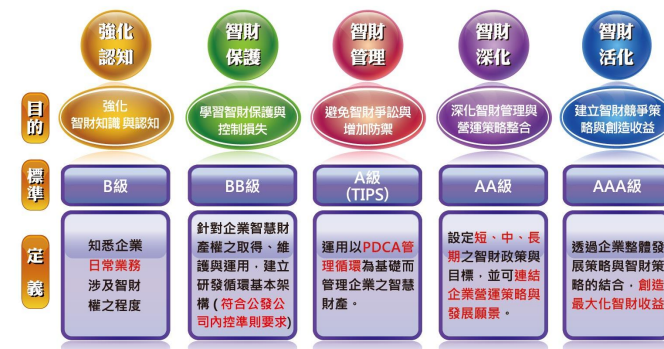 強化
認知
智財
保護
智財
管理
智財
深化
智財
活化
目的
強化
智財知識與認知
學習智財保護與
控制損失
避免智財爭訟與
增加防禦
深化智財管理與
營運策略整合
建立智財競爭策
略與創造收益
標準
B級
BB級
A級
(TIPS)
AA級
AAA級
定義
知悉企業
日常業務
涉及智財
權之程度
針對企業智慧財
產權之取得、維
護與運用，建立
研發循環基本架
構(符合公發公
司內控準則要求)
運用以PDCA管
理循環為基礎而
管理企業之智慧
財產。
設定短、中、長
期之智財政策與
目標，並可連結
企業營運策略與
發展願景。
透過企業整體發
展策略與智財策
略的結合，創造
最大化智財收益